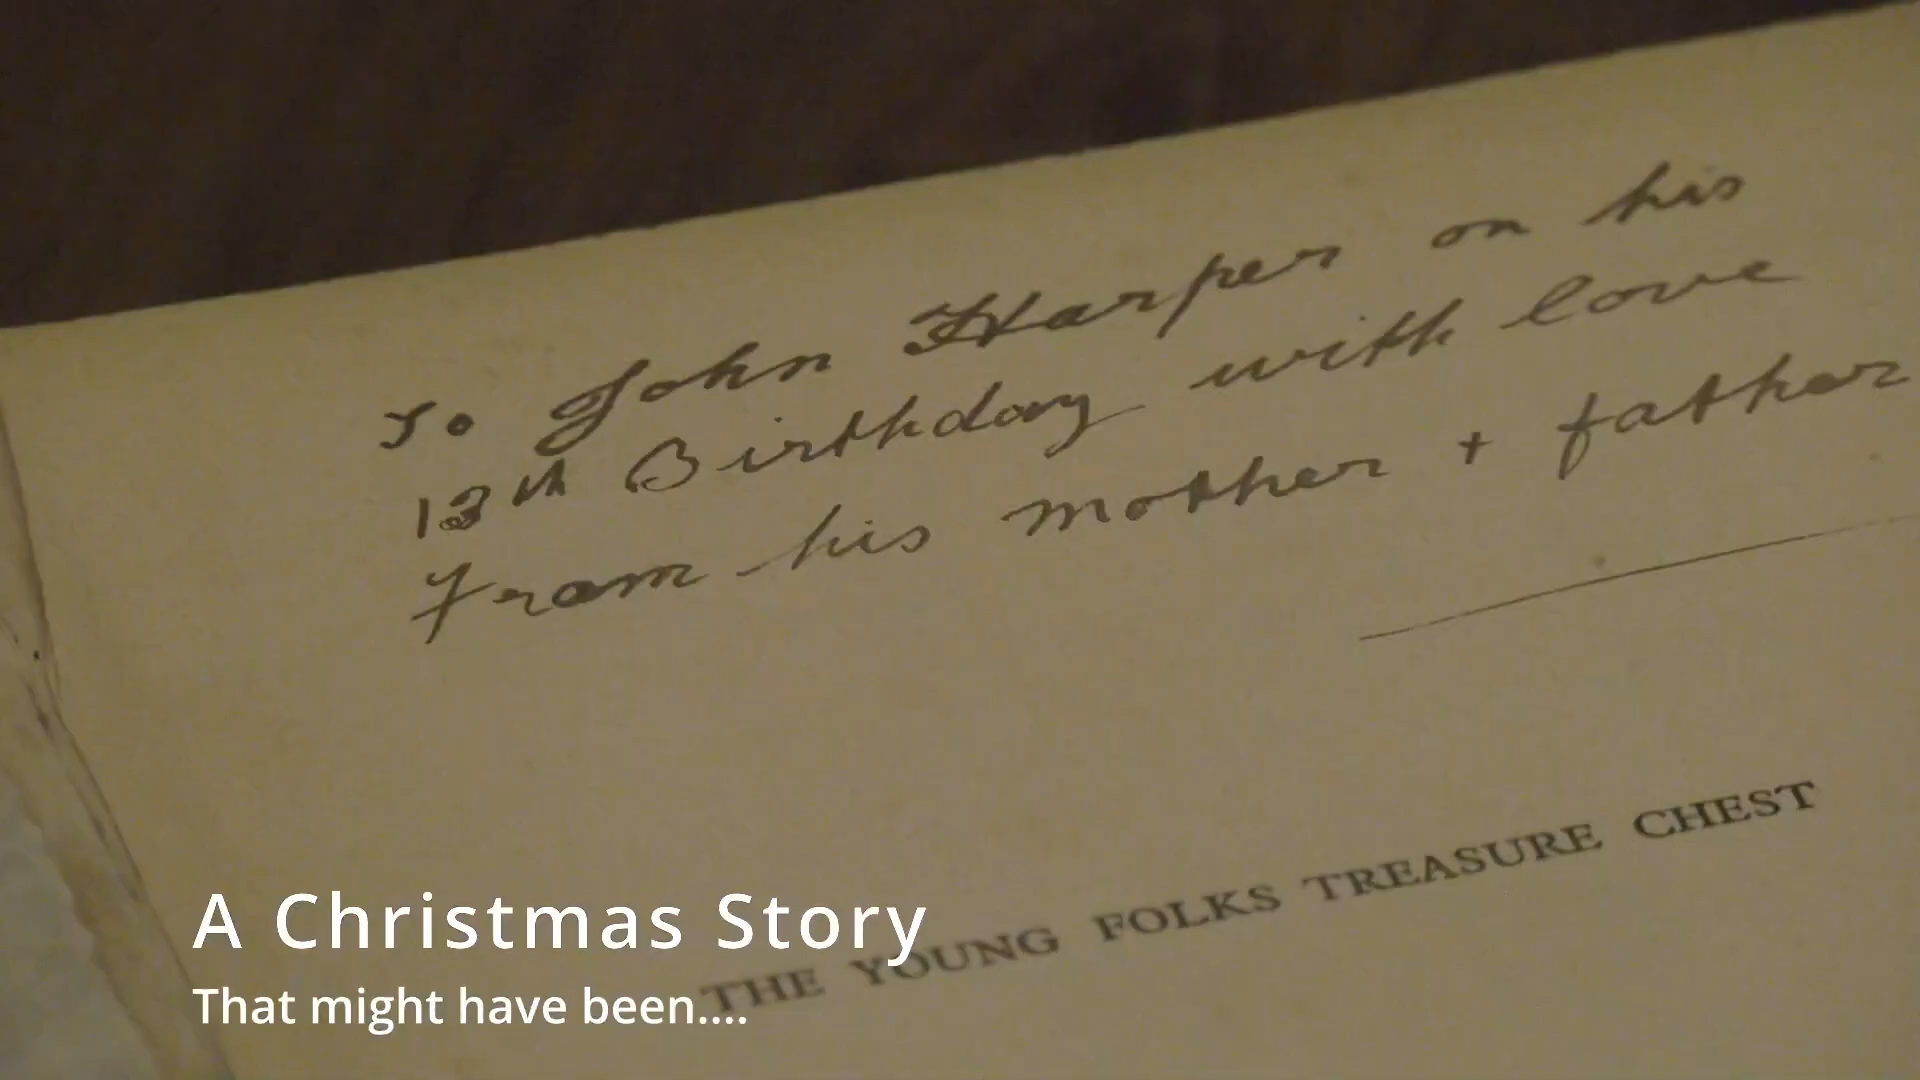 To John Harper on his
13th Birthday with love
From his mother + father
THE YOUNG FOLKS TREASURE CHEST
A Christmas Story
That might have been....